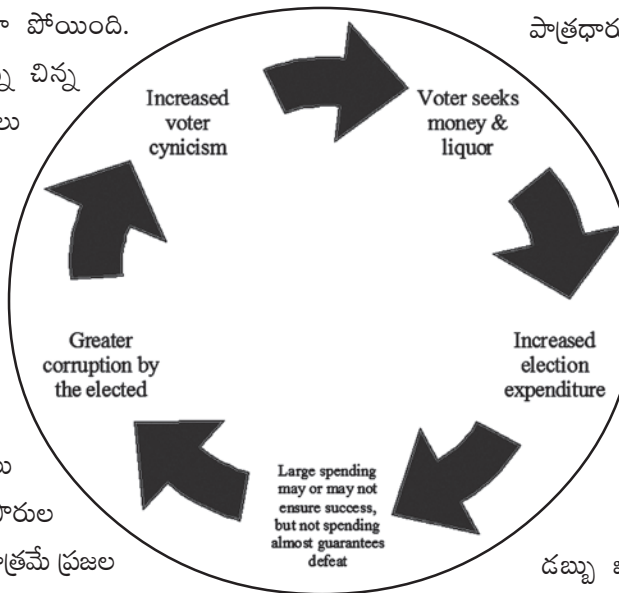 పోయింది.
చిన్న
పాత్రధారు
Increased
voter
cynicism
Voter seeks
money &
liquor
Increased
election
expenditure
Large spending
may or may not
ensure success,
but not spending
almost guarantees
defeat
Greater
corruption by
the elected
ప్రజల
డబ్బు